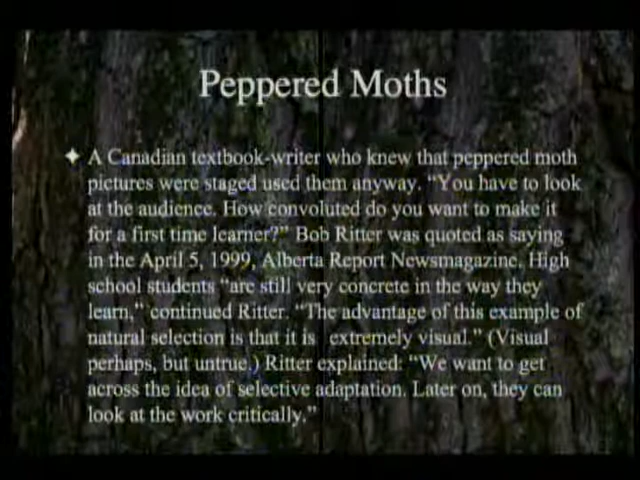 Peppered Moths
✦ A Canadian textbook-writer who knew that peppered moth
pictures were staged used them anyway. “You have to look
at the audience. How convoluted do you want to make it
for a first time learner?” Bob Ritter was quoted as saying
in the April 5, 1999, Alberta Report Newsmagazine. High
school students “are still very concrete in the way they
learn,” continued Ritter. “The advantage of this example of
natural selection is that it is extremely visual.” (Visual
perhaps, but untrue.) Ritter explained: “We want to get
across the idea of selective adaptation. Later on, they can
look at the work critically.”